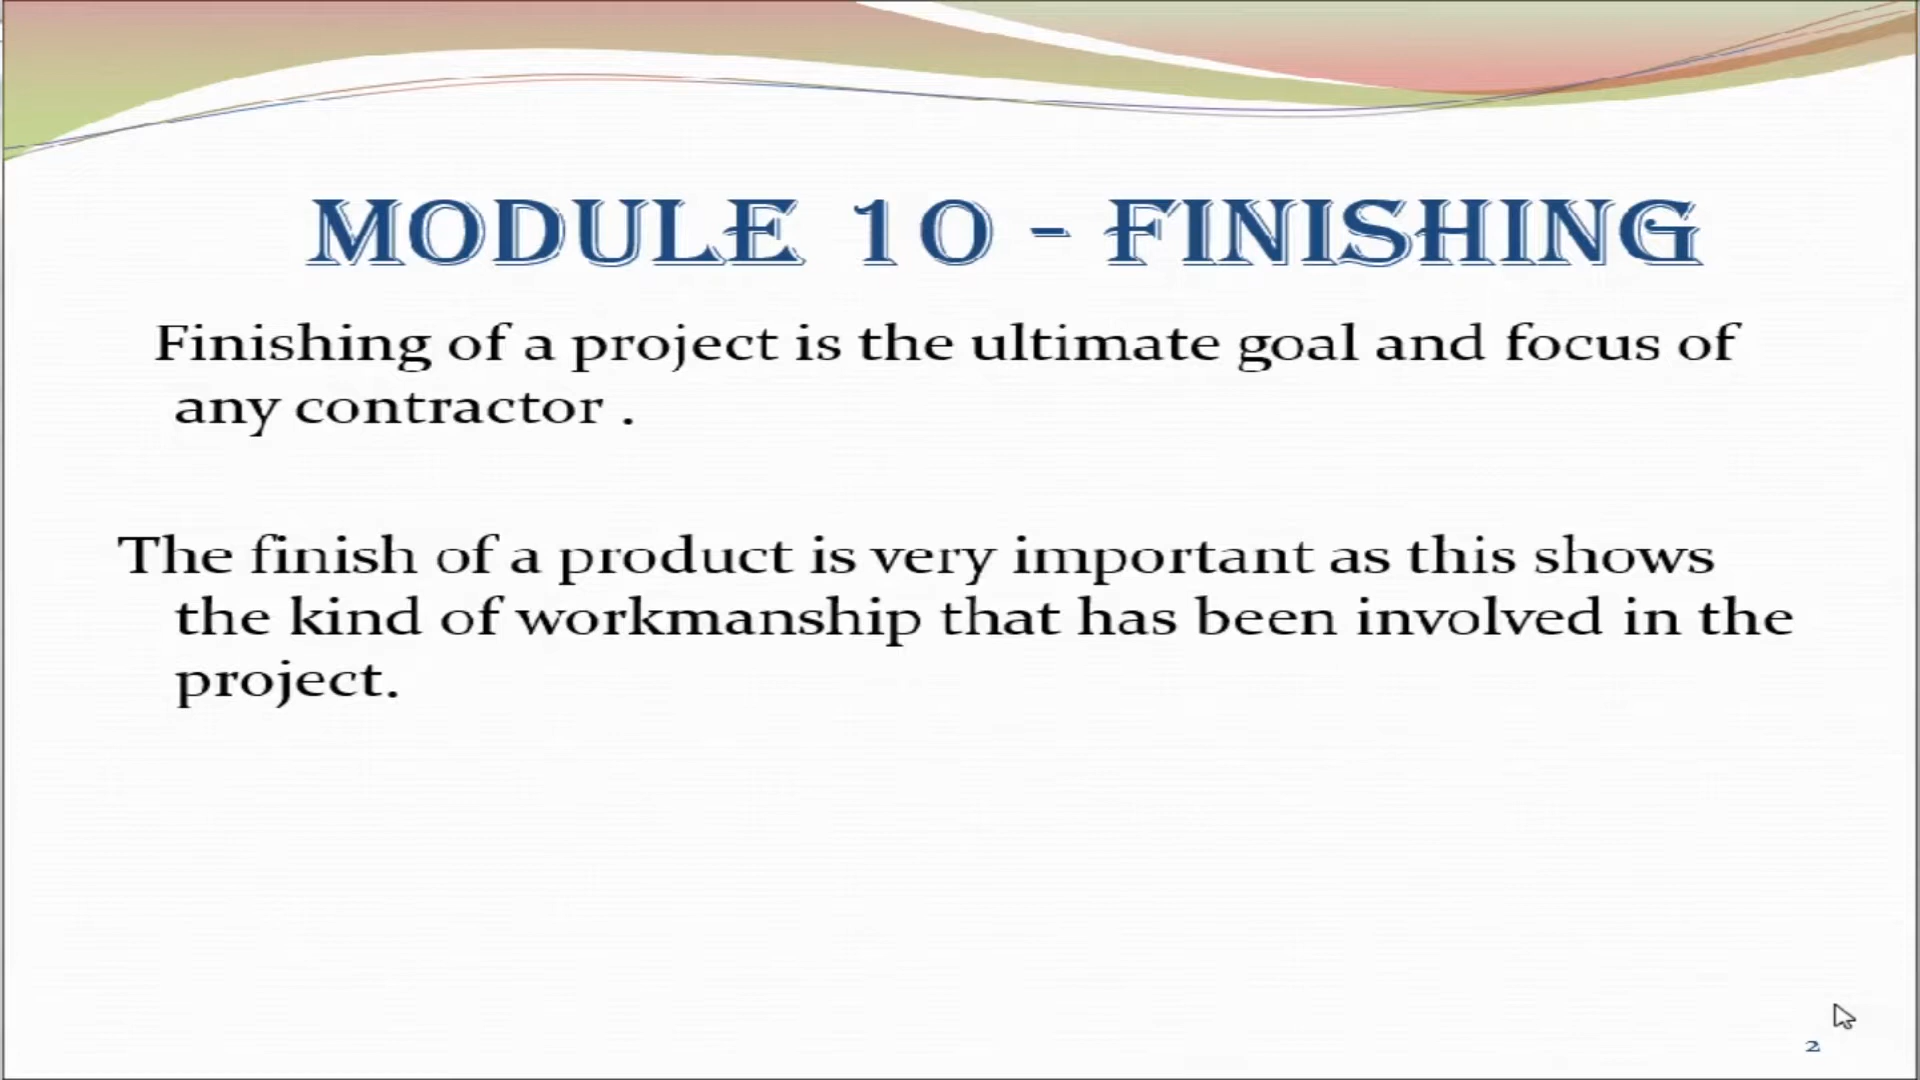 MODULE 10 - FINISHING
Finishing of a project is the ultimate goal and focus of
any contractor .
The finish of a product is very important as this shows
the kind of workmanship that has been involved in the
project.
2